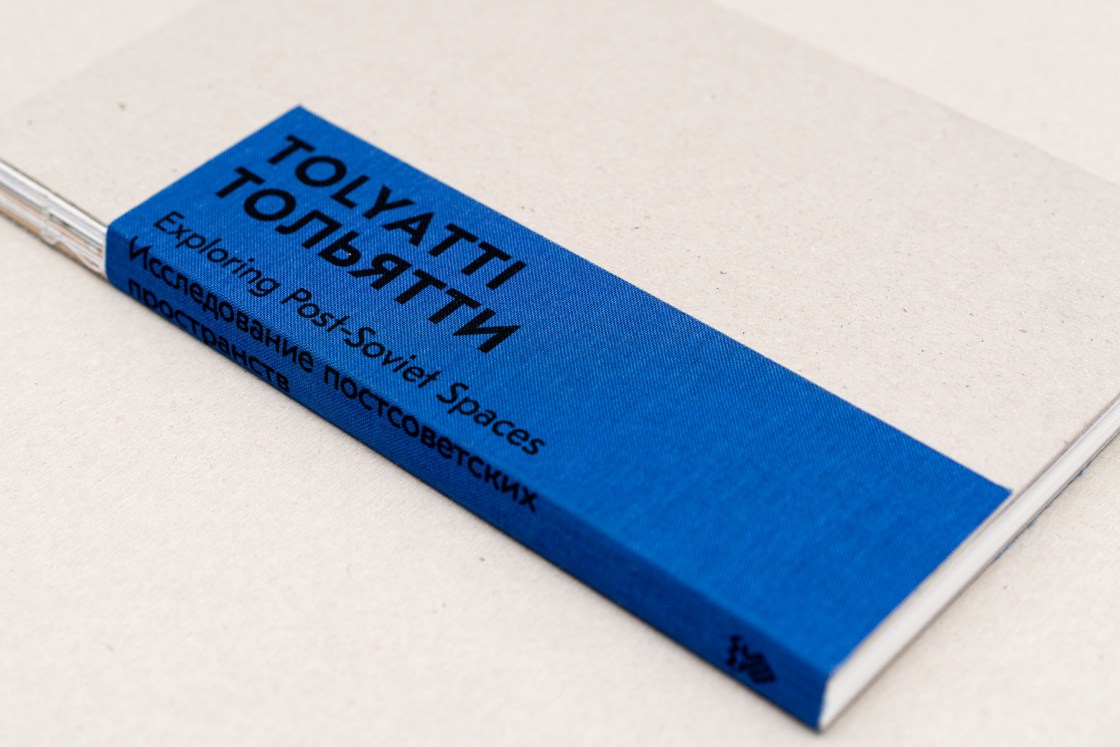 TOLYATTI
ТОЛЬЯТТИ
Exploring Post-Soviet Spaces
Исследование постсоветских
пространств